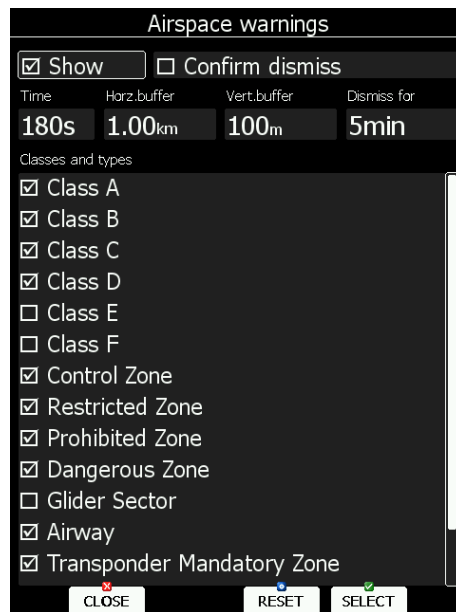 Airspace warnings
Show Confirm dismiss
Time Horz.buffer Vert.buffer Dismiss for
180s 1.00km 100m 5min
Classes and types
Class A
Class B
Class C
Class D
Class E
Class F
Control Zone
Restricted Zone
Prohibited Zone
Dangerous Zone
Glider Sector
Airway
Transponder Mandatory Zone
CLOSE RESET SELECT